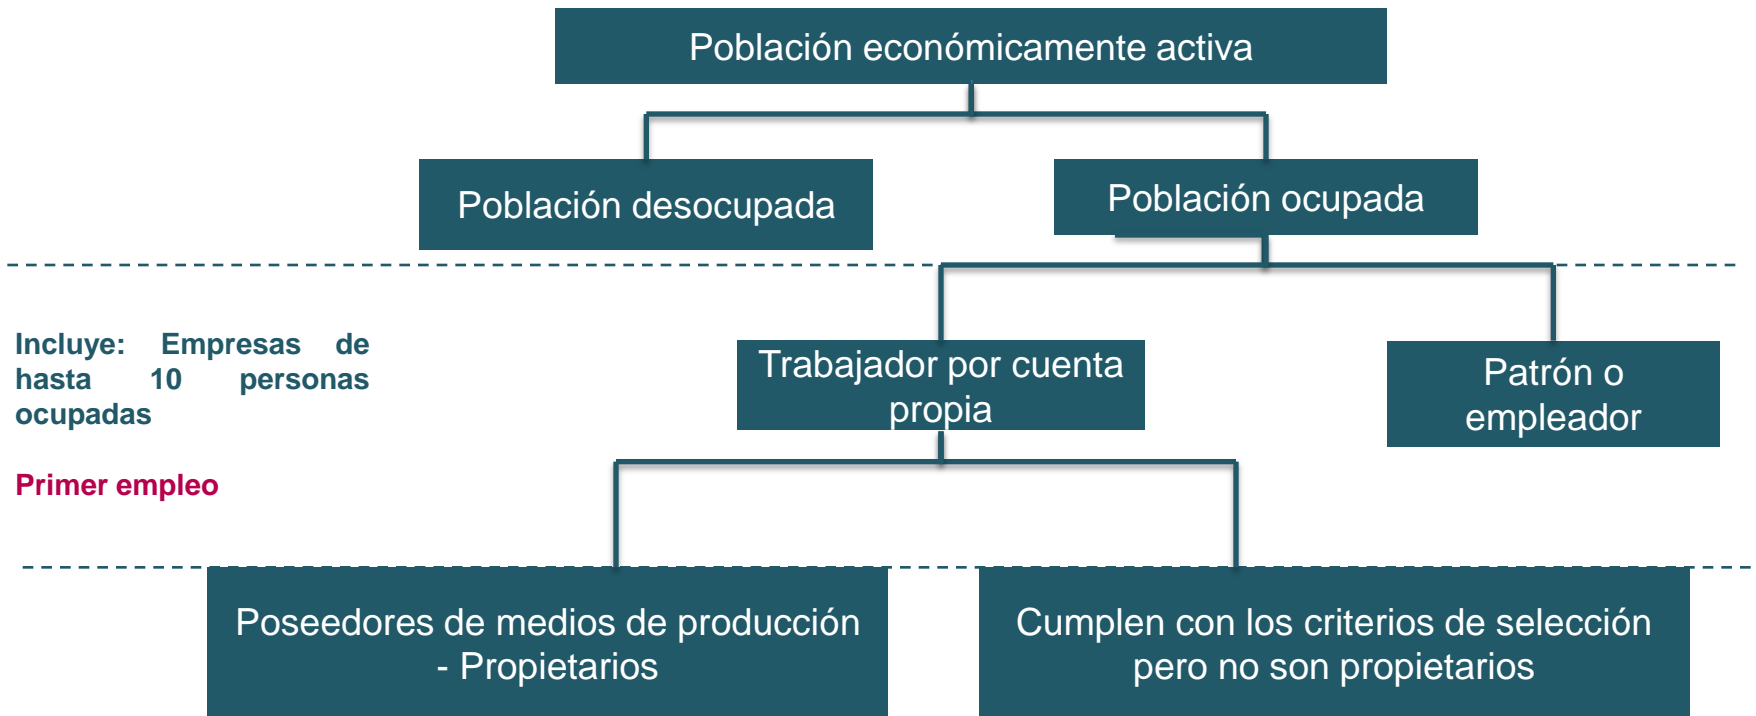 Población económicamente activa
Población desocupada
Población ocupada
Incluye: Empresas de
hasta 10 personas
ocupadas
Primer empleo
Trabajador por cuenta
propia
Patrón o
empleador
Poseedores de medios de producción
- Propietarios
Cumplen con los criterios de selección
pero no son propietarios